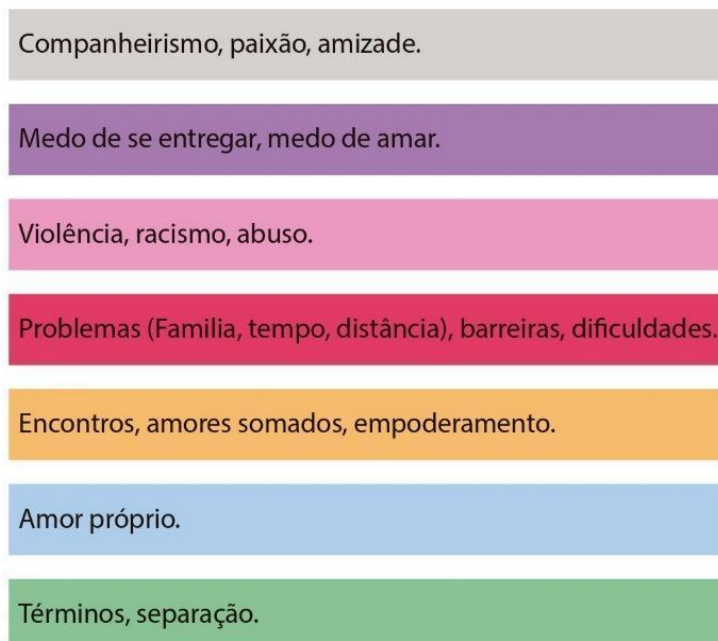 Companheirismo, paixão, amizade.
Medo de se entregar, medo de amar.
Violência, racismo, abuso.
Problemas (Familia, tempo, distância), barreiras, dificuldades.
Encontros, amores somados, empoderamento.
Amor próprio.
Términos, separação.